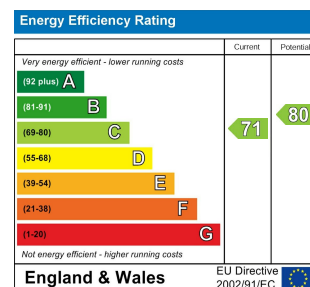 Energy Efficiency Rating
Current Potential
Very energy efficient - lower running costs
(92 plus) A
(81-91) B
(69-80) C
(55-68) D
(39-54) E
(21-38) F
(1-20) G
71
80
Not energy efficient - higher running costs
England & Wales
EU Directive
2002/91/EC